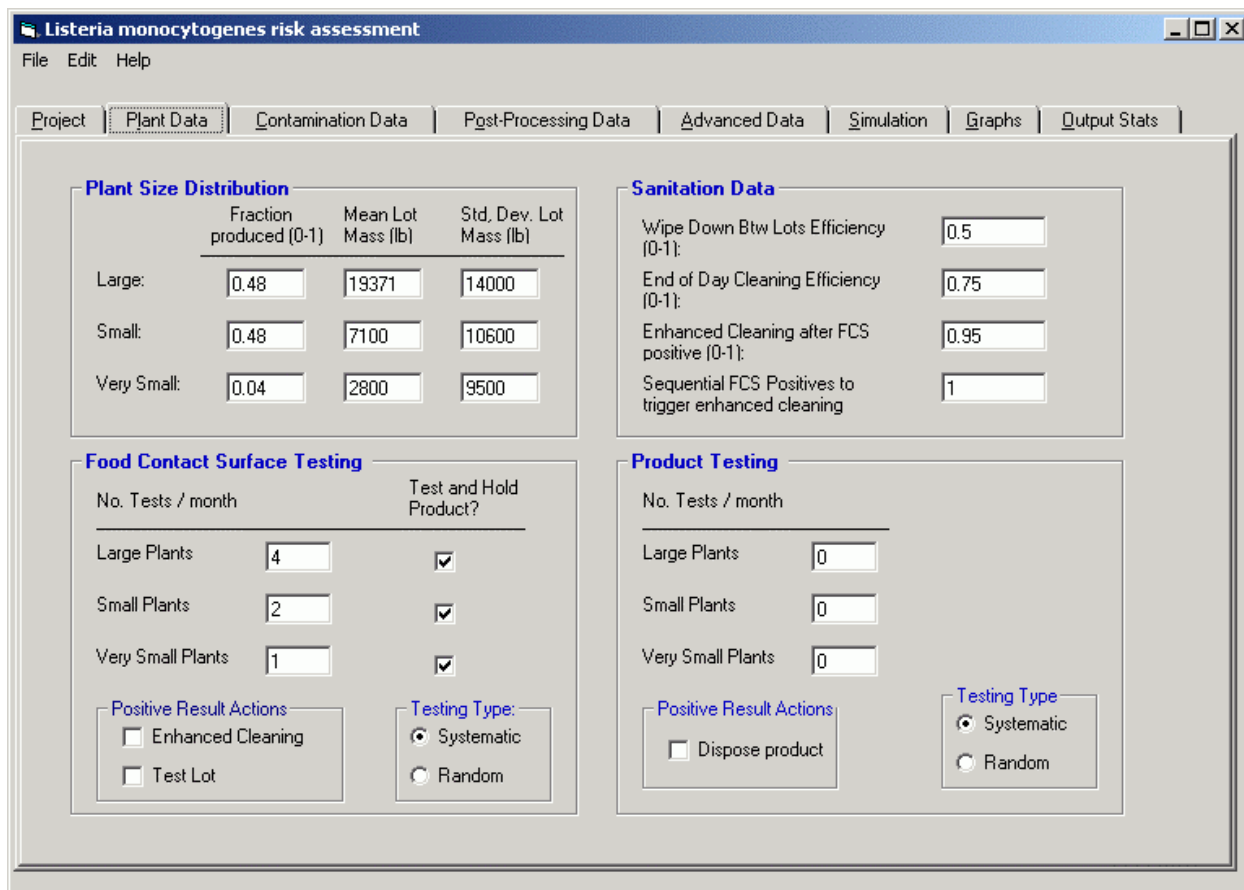 Listeria monocytogenes risk assessment
File Edit Help
Project Plant Data Contamination Data Post-Processing Data Advanced Data Simulation Graphs Output Stats
Plant Size Distribution
Fraction produced (0-1) Mean Lot Mass (lb) Std, Dev. Lot Mass (lb)
Large: 0.48 19371 14000
Small: 0.48 7100 10600
Very Small: 0.04 2800 9500
Sanitation Data
Wipe Down Btw Lots Efficiency (0-1): 0.5
End of Day Cleaning Efficiency (0-1): 0.75
Enhanced Cleaning after FCS positive (0-1): 0.95
Sequential FCS Positives to trigger enhanced cleaning 1
Food Contact Surface Testing
No. Tests / month Test and Hold Product?
Large Plants 4
Small Plants 2
Very Small Plants 1
Positive Result Actions
Enhanced Cleaning
Test Lot
Testing Type:
Systematic
Random
Product Testing
No. Tests / month
Large Plants 0
Small Plants 0
Very Small Plants 0
Positive Result Actions
Dispose product
Testing Type
Systematic
Random